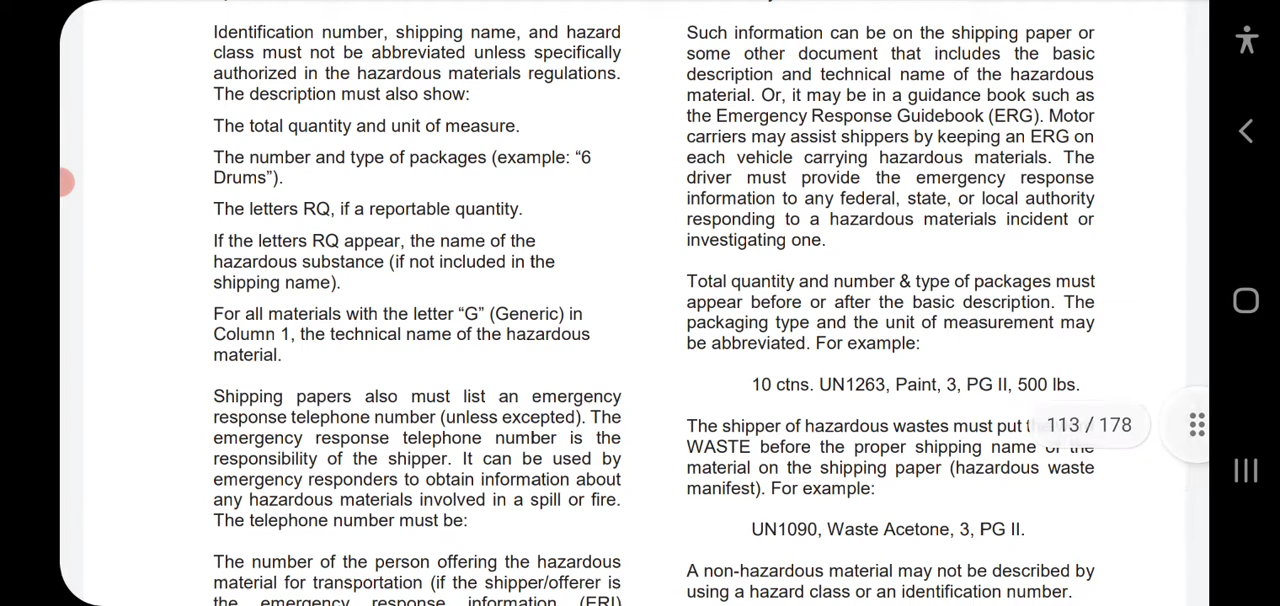 Identification number, shipping name, and hazard
class must not be abbreviated unless specifically
authorized in the hazardous materials regulations.
The description must also show:
The total quantity and unit of measure.
The number and type of packages (example: “6
Drums”).
The letters RQ, if a reportable quantity.
If the letters RQ appear, the name of the
hazardous substance (if not included in the
shipping name).
For all materials with the letter “G” (Generic) in
Column 1, the technical name of the hazardous
material.
Shipping papers also must list an emergency
response telephone number (unless excepted). The
emergency response telephone number is the
responsibility of the shipper. It can be used by
emergency responders to obtain information about
any hazardous materials involved in a spill or fire.
The telephone number must be:
The number of the person offering the hazardous
material for transportation (if the shipper/offerer is
the emergency response information (ERI)
Such information can be on the shipping paper or
some other document that includes the basic
description and technical name of the hazardous
material. Or, it may be in a guidance book such as
the Emergency Response Guidebook (ERG). Motor
carriers may assist shippers by keeping an ERG on
each vehicle carrying hazardous materials. The
driver must provide the emergency response
information to any federal, state, or local authority
responding to a hazardous materials incident or
investigating one.
Total quantity and number & type of packages must
appear before or after the basic description. The
packaging type and the unit of measurement may
be abbreviated. For example:
10 ctns. UN1263, Paint, 3, PG II, 500 lbs.
The shipper of hazardous wastes must put
WASTE before the proper shipping name of the
material on the shipping paper (hazardous waste
manifest). For example:
UN1090, Waste Acetone, 3, PG II.
A non-hazardous material may not be described by
using a hazard class or an identification number.
113 / 178